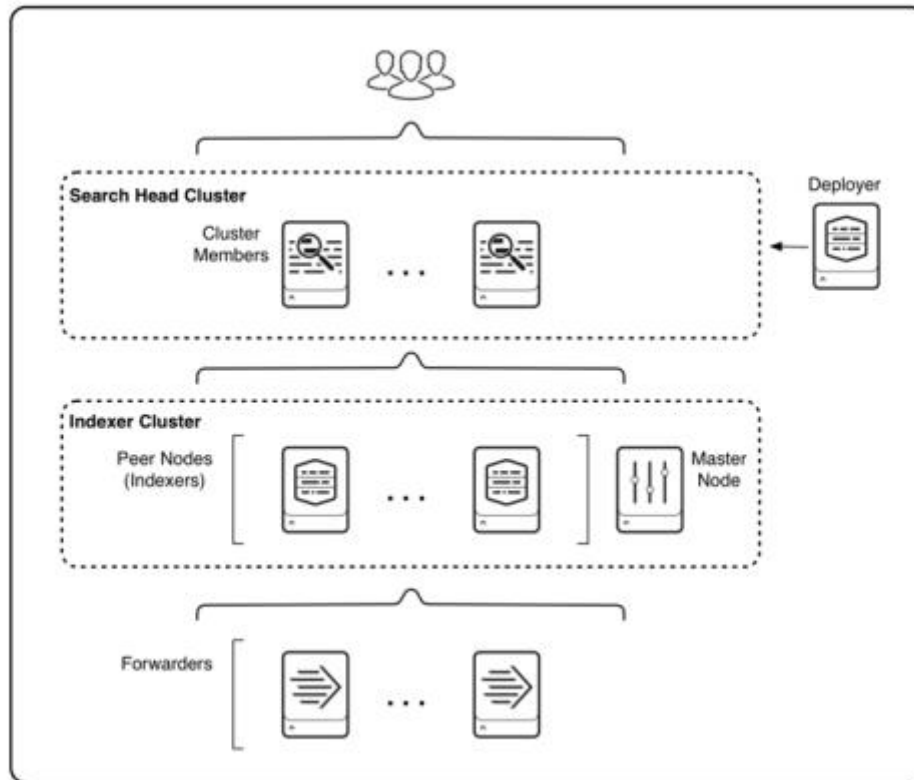 Search Head Cluster
Deployer
Cluster
Members
...
Indexer Cluster
Peer Nodes
(Indexers)
...
Master
Node
Forwarders
...